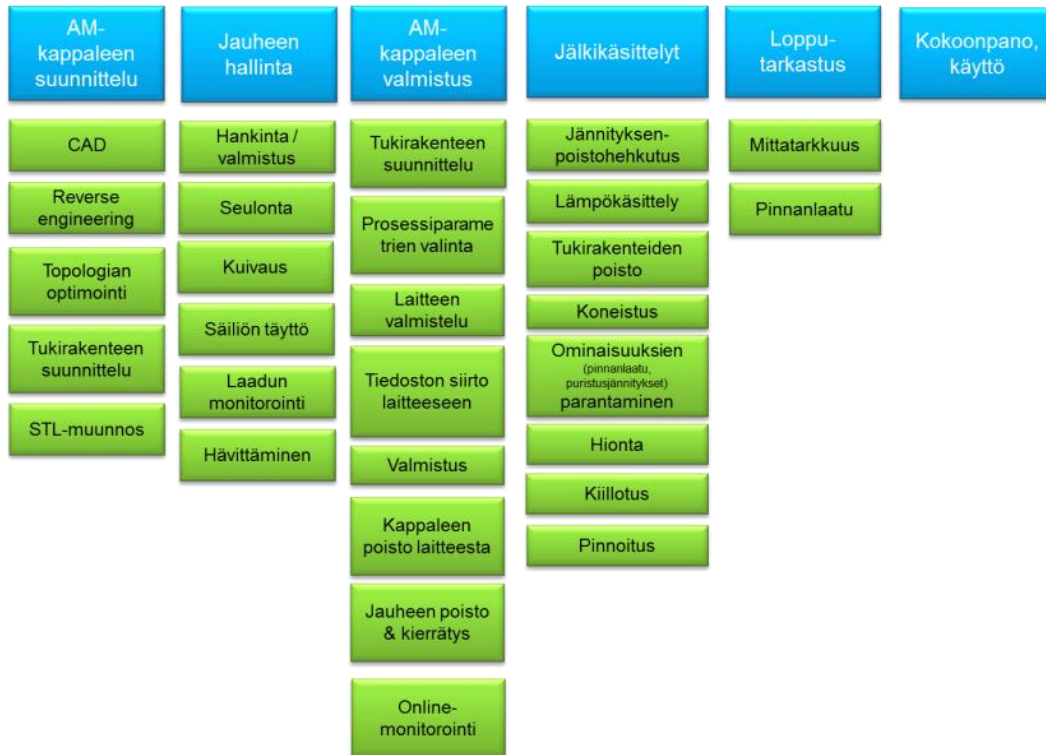 AM-
kappaleen
suunnittelu
Jauheen
hallinta
AM-
kappaleen
valmistus
Jälkikäsittelyt
Loppu-
tarkastus
Kokoonpano,
käyttö
CAD
Reverse
engineering
Topologian
optimointi
Tukirakenteen
suunnittelu
STL-muunnos
Hankinta /
valmistus
Seulonta
Kuivaus
Säiliön täyttö
Laadun
monitorointi
Hävittäminen
Tukirakenteen
suunnittelu
Prosessiparame
trien valinta
Laitteen
valmistelu
Tiedoston siirto
laitteeseen
Valmistus
Kappaleen
poisto laitteesta
Jauheen poisto
& kierrätys
Online-
monitorointi
Jännityksen-
poistohehkutus
Lämpökäsittely
Tukirakenteiden
poisto
Koneistus
Ominaisuuksien
(pinnanlaatu,
puristusjännitykset)
parantaminen
Hionta
Kiillotus
Pinnoitus
Mittatarkkuus
Pinnanlaatu